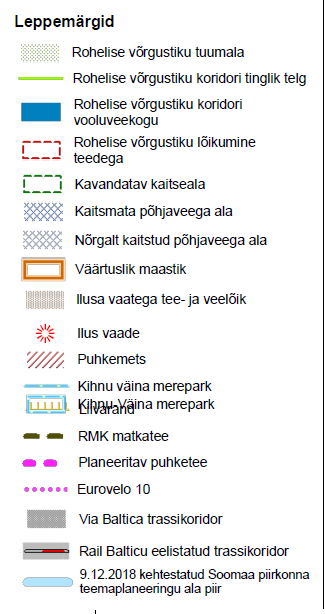 Leppemärgid
Rohelise võrgustiku tuumala
Rohelise võrgustiku koridori tinglik telg
Rohelise võrgustiku koridori
vooluveekogu
Rohelise võrgustiku lõikumine
teedega
Kavandatav kaitseala
Kaitsmata põhjaveega ala
Nõrgalt kaitstud põhjaveega ala
Väärtuslik maastik
Ilusa vaatega tee- ja veelõik
Ilus vaade
Puhkemets
Kihnu väina merepark
Kihnu-Väina merepark
Liivarand
RMK matkatee
Planeeritav puhketee
Eurovelo 10
Via Baltica trassikoridor
Rail Balticu eelistatud trassikoridor
9.12.2018 kehtestatud Soomaa piirkonna
teemaplaneeringu ala piir